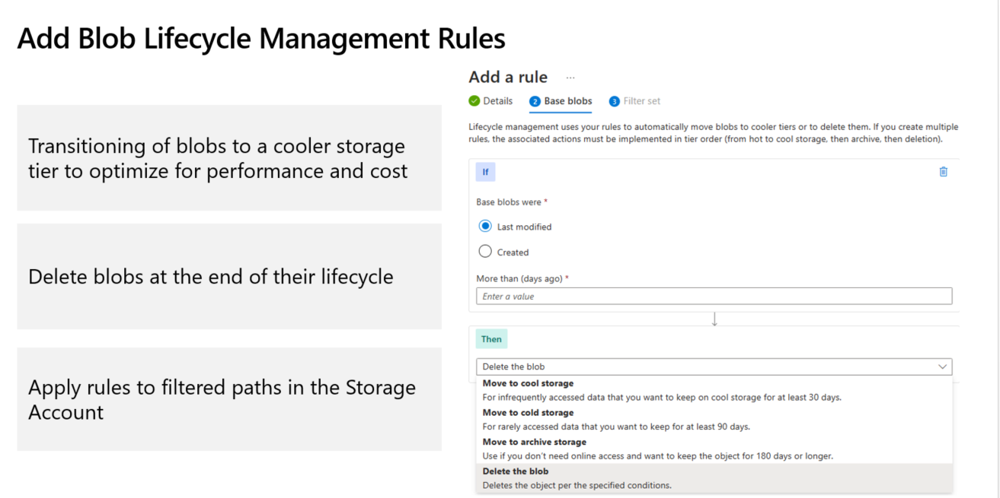 Add Blob Lifecycle Management Rules
Transitioning of blobs to a cooler storage
tier to optimize for performance and cost
Delete blobs at the end of their lifecycle
Apply rules to filtered paths in the Storage
Account
Add a rule ...
Details 2 Base blobs 3 Filter set
Lifecycle management uses your rules to automatically move blobs to cooler tiers or to delete them. If you create multiple
rules, the associated actions must be implemented in tier order (from hot to cool storage, then archive, then deletion).
If
Base blobs were *
Last modified
Created
More than (days ago) *
Enter a value
Then
Delete the blob
Move to cool storage
For infrequently accessed data that you want to keep on cool storage for at least 30 days.
Move to cold storage
For rarely accessed data that you want to keep for at least 90 days.
Move to archive storage
Use if you don't need online access and want to keep the object for 180 days or longer.
Delete the blob
Deletes the object per the specified conditions.